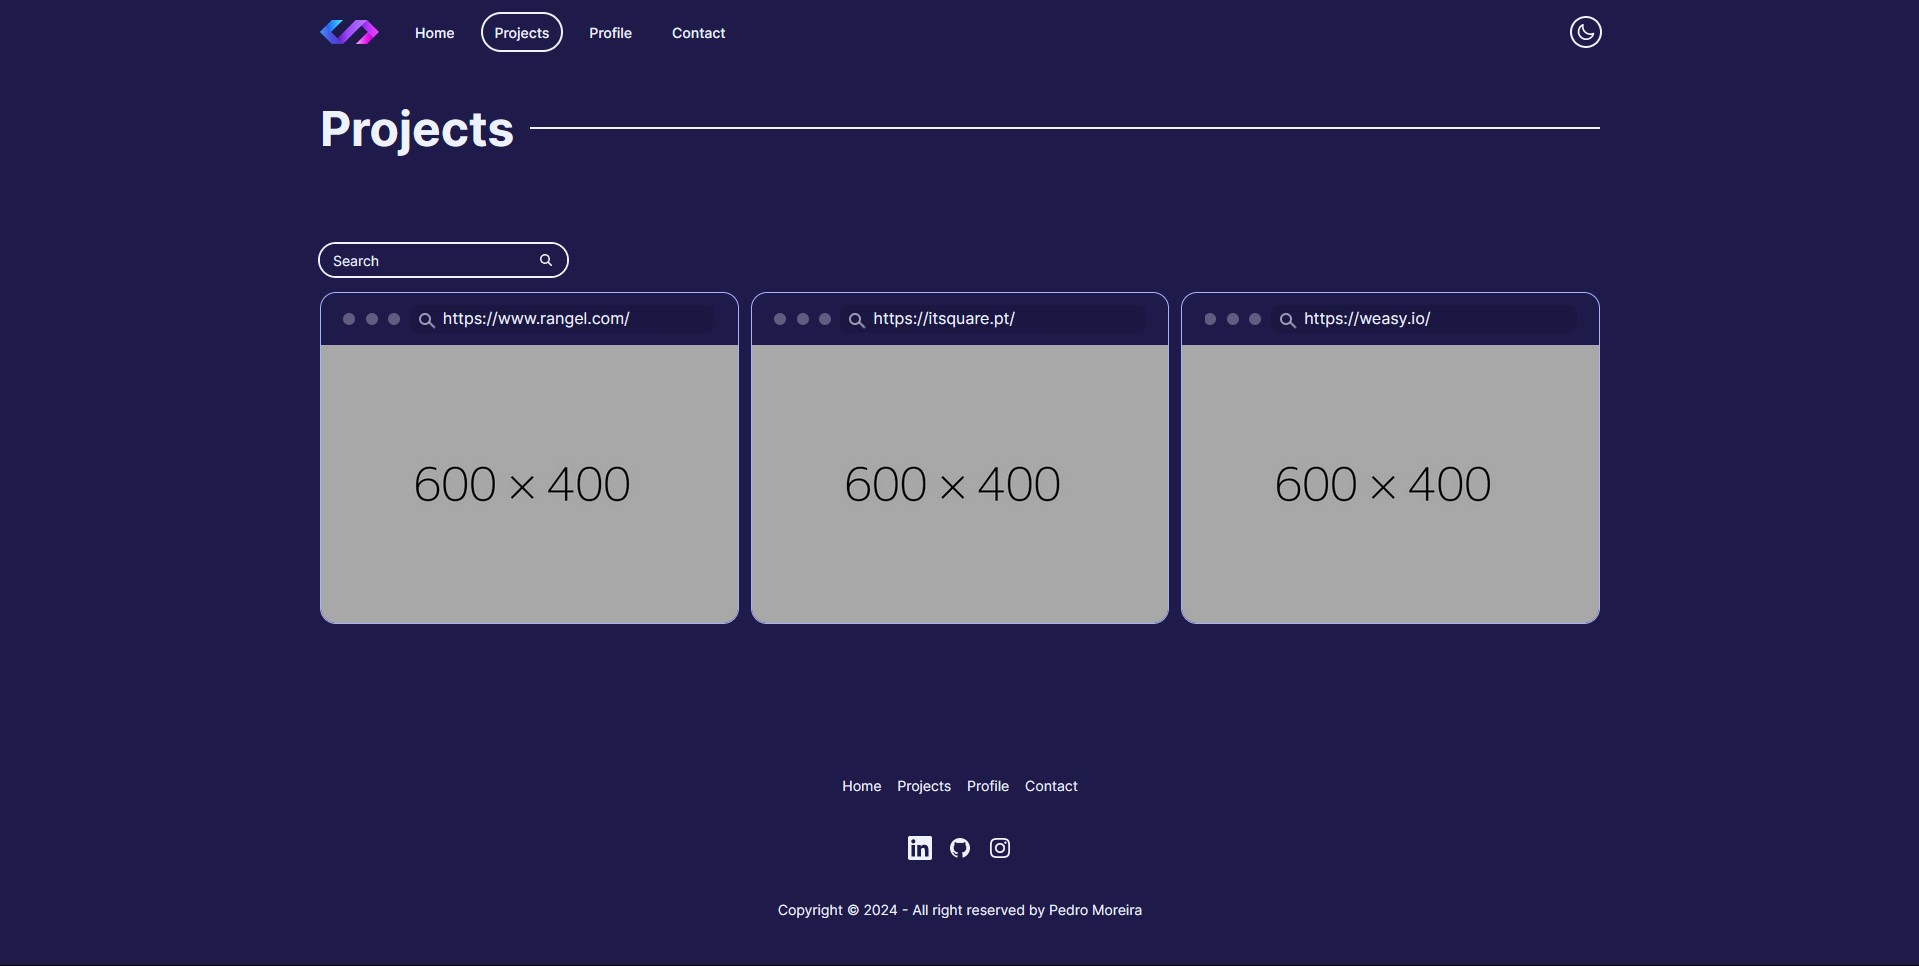 Home Projects Profile Contact
Projects
Search
https://www.rangel.com/ https://itsquare.pt/ https://weasy.io/
600 × 400 600 × 400 600 × 400
Home Projects Profile Contact
Copyright © 2024 - All right reserved by Pedro Moreira